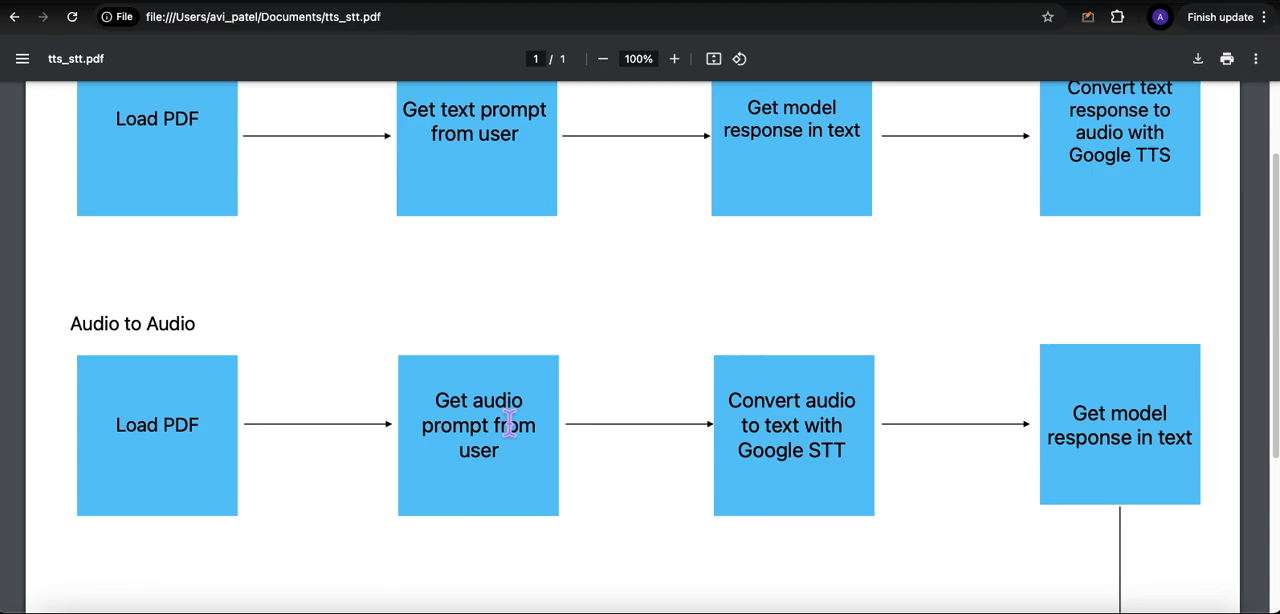 File
file:///Users/avi_patel/Documents/tts_stt.pdf
A
Finish update
tts_stt.pdf
1 / 1
100%
Load PDF
Get text prompt
from user
Get model
response in text
Convert text
response to
audio with
Google TTS
Audio to Audio
Load PDF
Get audio
prompt from
user
Convert audio
to text with
Google STT
Get model
response in text